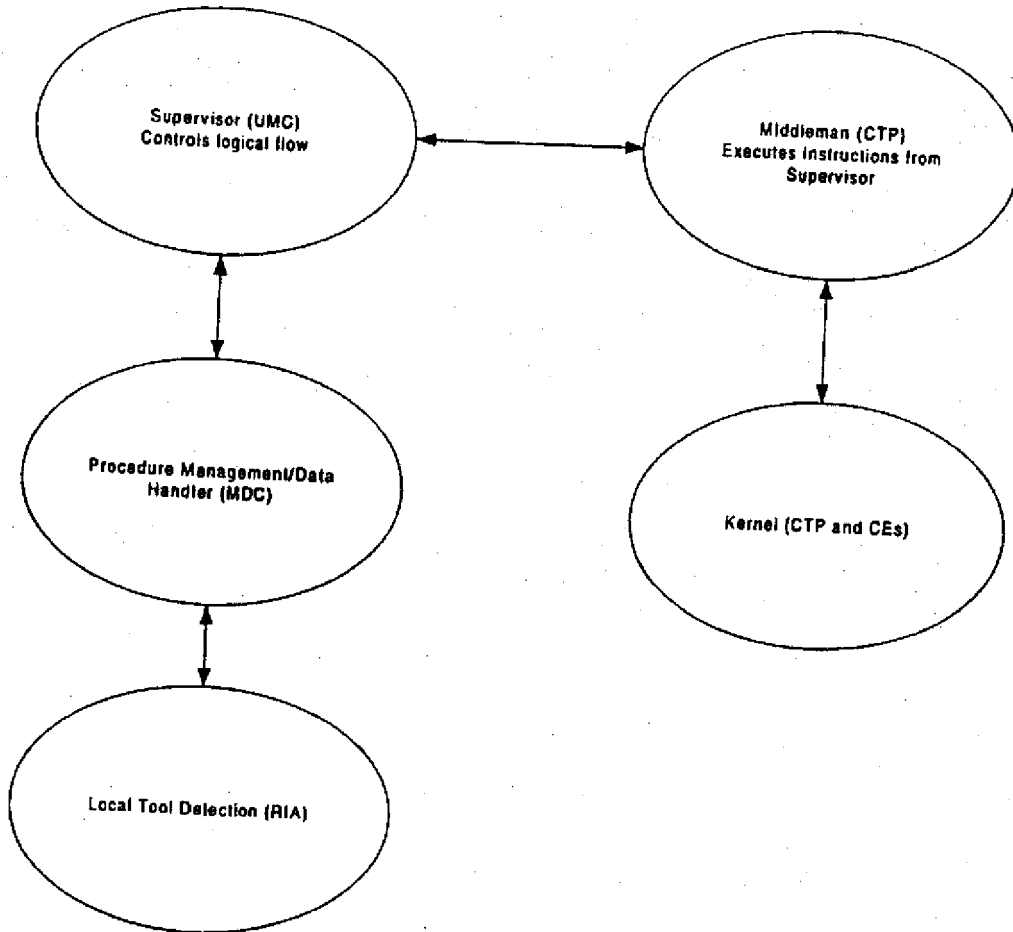 Supervisor (UMC)
Controls logical flow
Middleman (CTP)
Executes Instructions from
Supervisor
Procedure Management/Data
Handler (MDC)
Kernel (CTP and CEs)
Local Tool Detection (RIA)